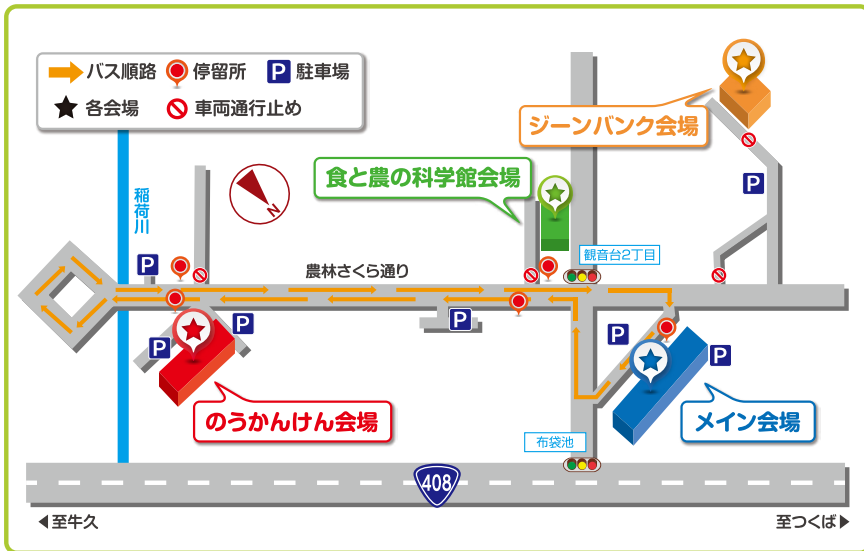 バス順路
停留所
P 駐車場
各会場
車両通行止め
ジーンバンク会場
食と農の科学館会場
稲荷川
N
P
観音台2丁目
農林さくら通り
P
P
P
P
P
P
のうかんけん会場
メイン会場
布袋池
408
至牛久
至つくば